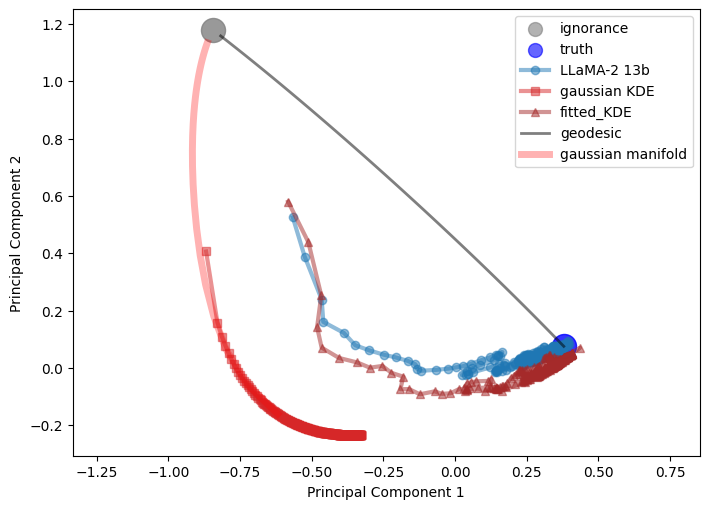 ignorance
truth
LLaMA-2 13b
gaussian KDE
fitted_KDE
geodesic
gaussian manifold
Principal Component 2
1.2
1.0
0.8
0.6
0.4
0.2
0.0
−0.2
−1.25 −1.00 −0.75 −0.50 −0.25 0.00 0.25 0.50 0.75
Principal Component 1